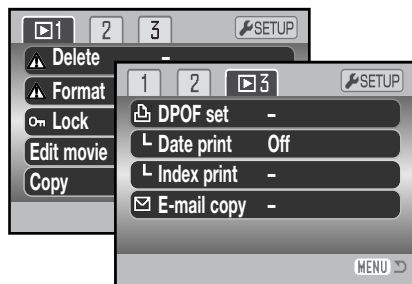 1 2 3 SETUP
Delete –
Format
Lock
Edit movie
Copy
1 2 3 SETUP
DPOF set –
Date print Off
Index print –
E-mail copy –
MENU